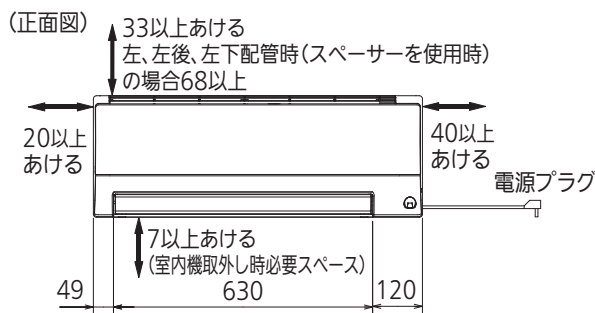 (正面図)
33以上あける
左、左後、左下配管時(スペーサーを使用時)
の場合68以上
20以上
あける
40以上
あける
電源プラグ
7以上あける
(室内機取外し時必要スペース)
49
630
120